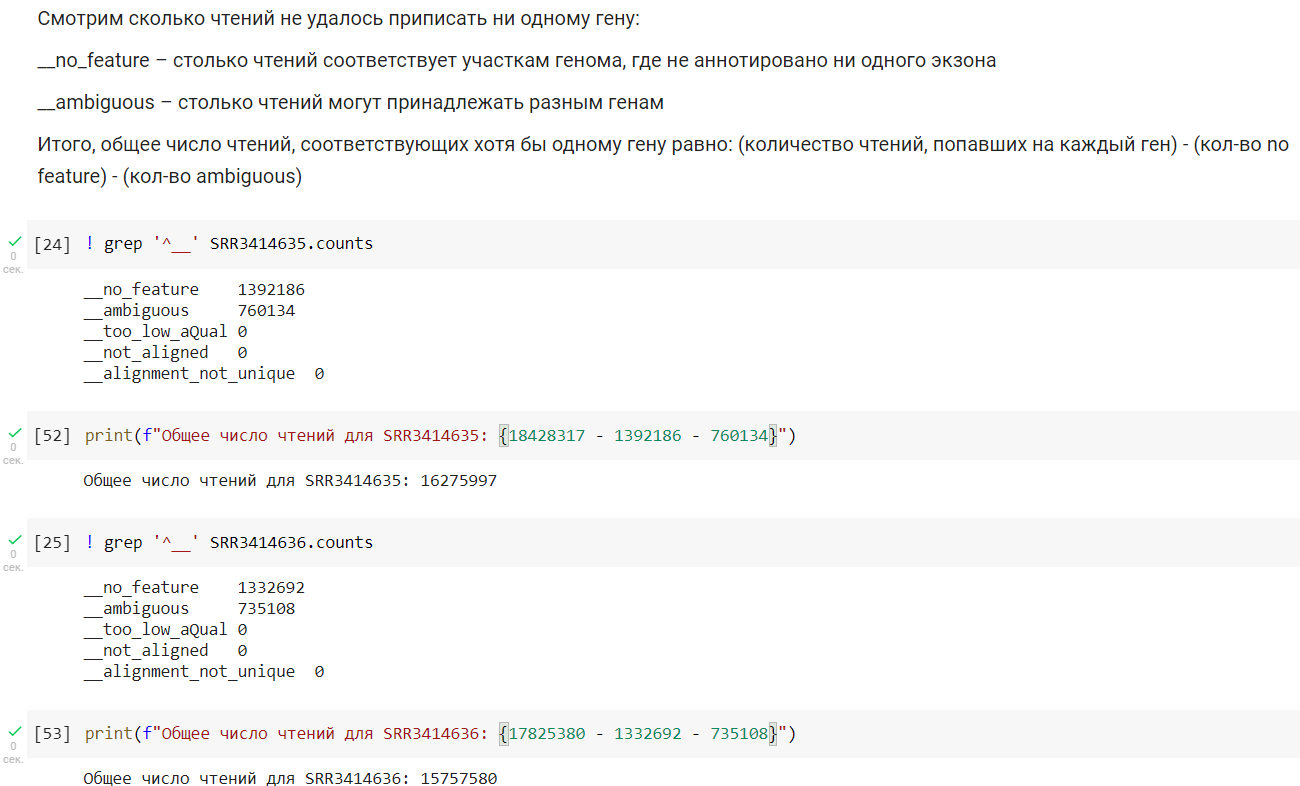 Смотрим сколько чтений не удалось приписать ни одному гену:
__no_feature – столько чтений соответствует участкам генома, где не аннотировано ни одного экзона
__ambiguous – столько чтений могут принадлежать разным генам
Итого, общее число чтений, соответствующих хотя бы одному гену равно: (количество чтений, попавших на каждый ген) - (кол-во no
feature) - (кол-во ambiguous)
[24] ! grep '^__' SRR3414635.counts
0
сек.
__no_feature 1392186
__ambiguous 760134
__too_low_aQual 0
__not_aligned 0
__alignment_not_unique 0
[52] print(f"Общее число чтений для SRR3414635: {18428317 - 1392186 - 760134}")
0
сек.
Общее число чтений для SRR3414635: 16275997
[25] ! grep '^__' SRR3414636.counts
0
сек.
__no_feature 1332692
__ambiguous 735108
__too_low_aQual 0
__not_aligned 0
__alignment_not_unique 0
[53] print(f"Общее число чтений для SRR3414636: {17825380 - 1332692 - 735108}")
0
сек.
Общее число чтений для SRR3414636: 15757580